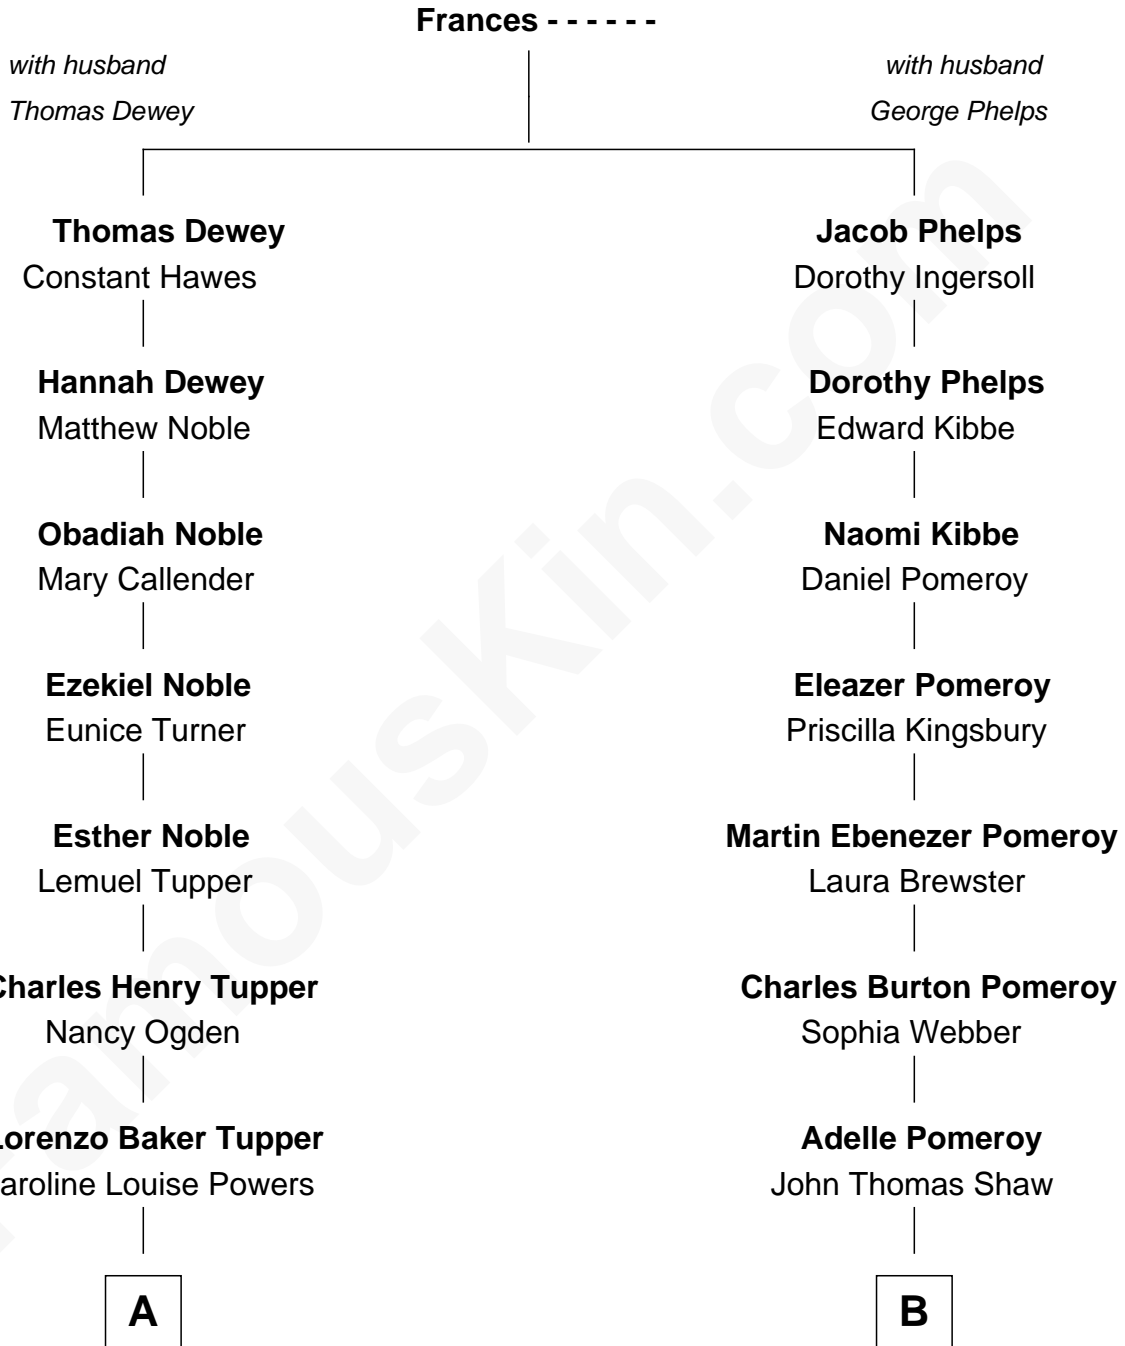 Frances - - - - - -
with husband
Thomas Dewey
with husband
George Phelps
Thomas Dewey
Constant Hawes
Jacob Phelps
Dorothy Ingersoll
Hannah Dewey
Matthew Noble
Dorothy Phelps
Edward Kibbe
Obadiah Noble
Mary Callender
Naomi Kibbe
Daniel Pomeroy
Ezekiel Noble
Eunice Turner
Eleazer Pomeroy
Priscilla Kingsbury
Esther Noble
Lemuel Tupper
Martin Ebenezer Pomeroy
Laura Brewster
Charles Henry Tupper
Nancy Ogden
Charles Burton Pomeroy
Sophia Webber
Lorenzo Baker Tupper
aroline Louise Powers
Adelle Pomeroy
John Thomas Shaw
A
B
FamousKin.com